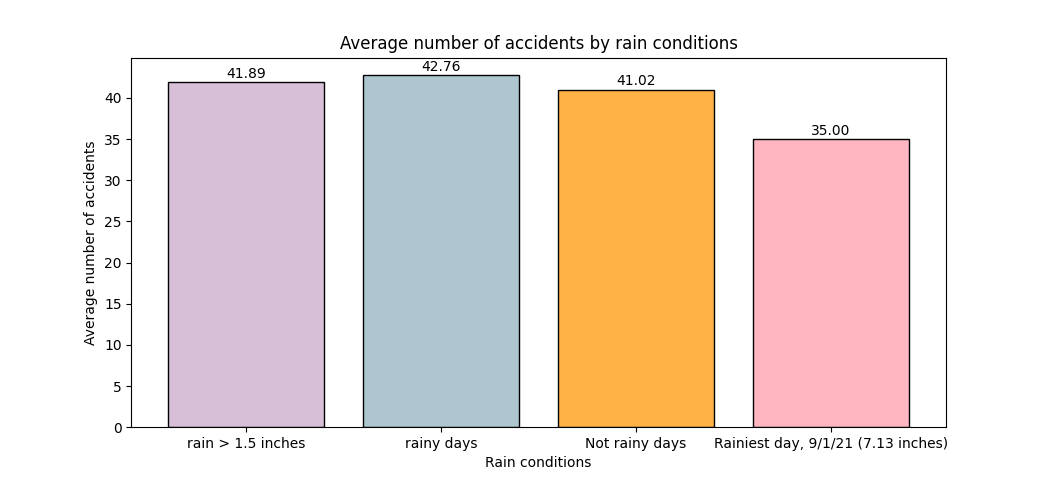 Average number of accidents by rain conditions
41.89
42.76
41.02
35.00
Average number of accidents
40
35
30
25
20
15
10
5
0
rain > 1.5 inches
rainy days
Not rainy days
Rainiest day, 9/1/21 (7.13 inches)
Rain conditions